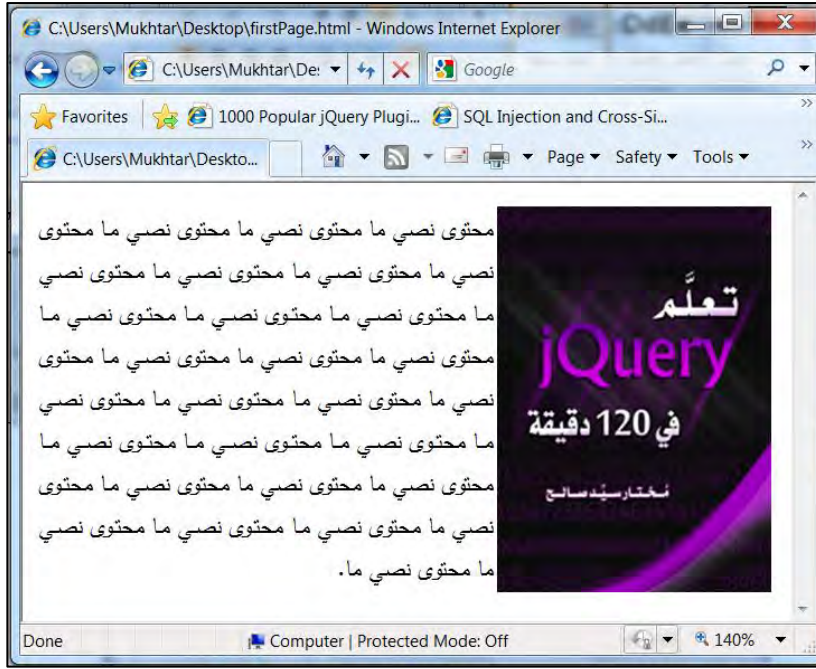 C:\Users\Mukhtar\Desktop\firstPage.html - Windows Internet Explorer
C:\Users\Mukhtar\De: Google
Favorites 1000 Popular jQuery Plugi... SQL Injection and Cross-Si...
C:\Users\Mukhtar\Deskto... Page Safety Tools
محتوى نصي ما محتوى نصي ما محتوى نصي ما محتوى
نصي ما محتوى نصي ما محتوى نصي ما محتوى نصي
ما محتوى نصي ما محتوى نصي ما محتوى نصي ما
محتوى نصي ما محتوى نصي ما محتوى نصي ما محتوى
نصي ما محتوى نصي ما محتوى نصي ما محتوى نصي
ما محتوى نصي ما محتوى نصي ما محتوى نصي ما
محتوى نصي ما محتوى نصي ما محتوى نصي ما محتوى
نصي ما محتوى نصي ما محتوى نصي ما محتوى نصي
ما محتوى نصي ما.
تعلَّم
jQuery
في 120 دقيقة
مُختار سيّد صالح
Done Computer | Protected Mode: Off 140%